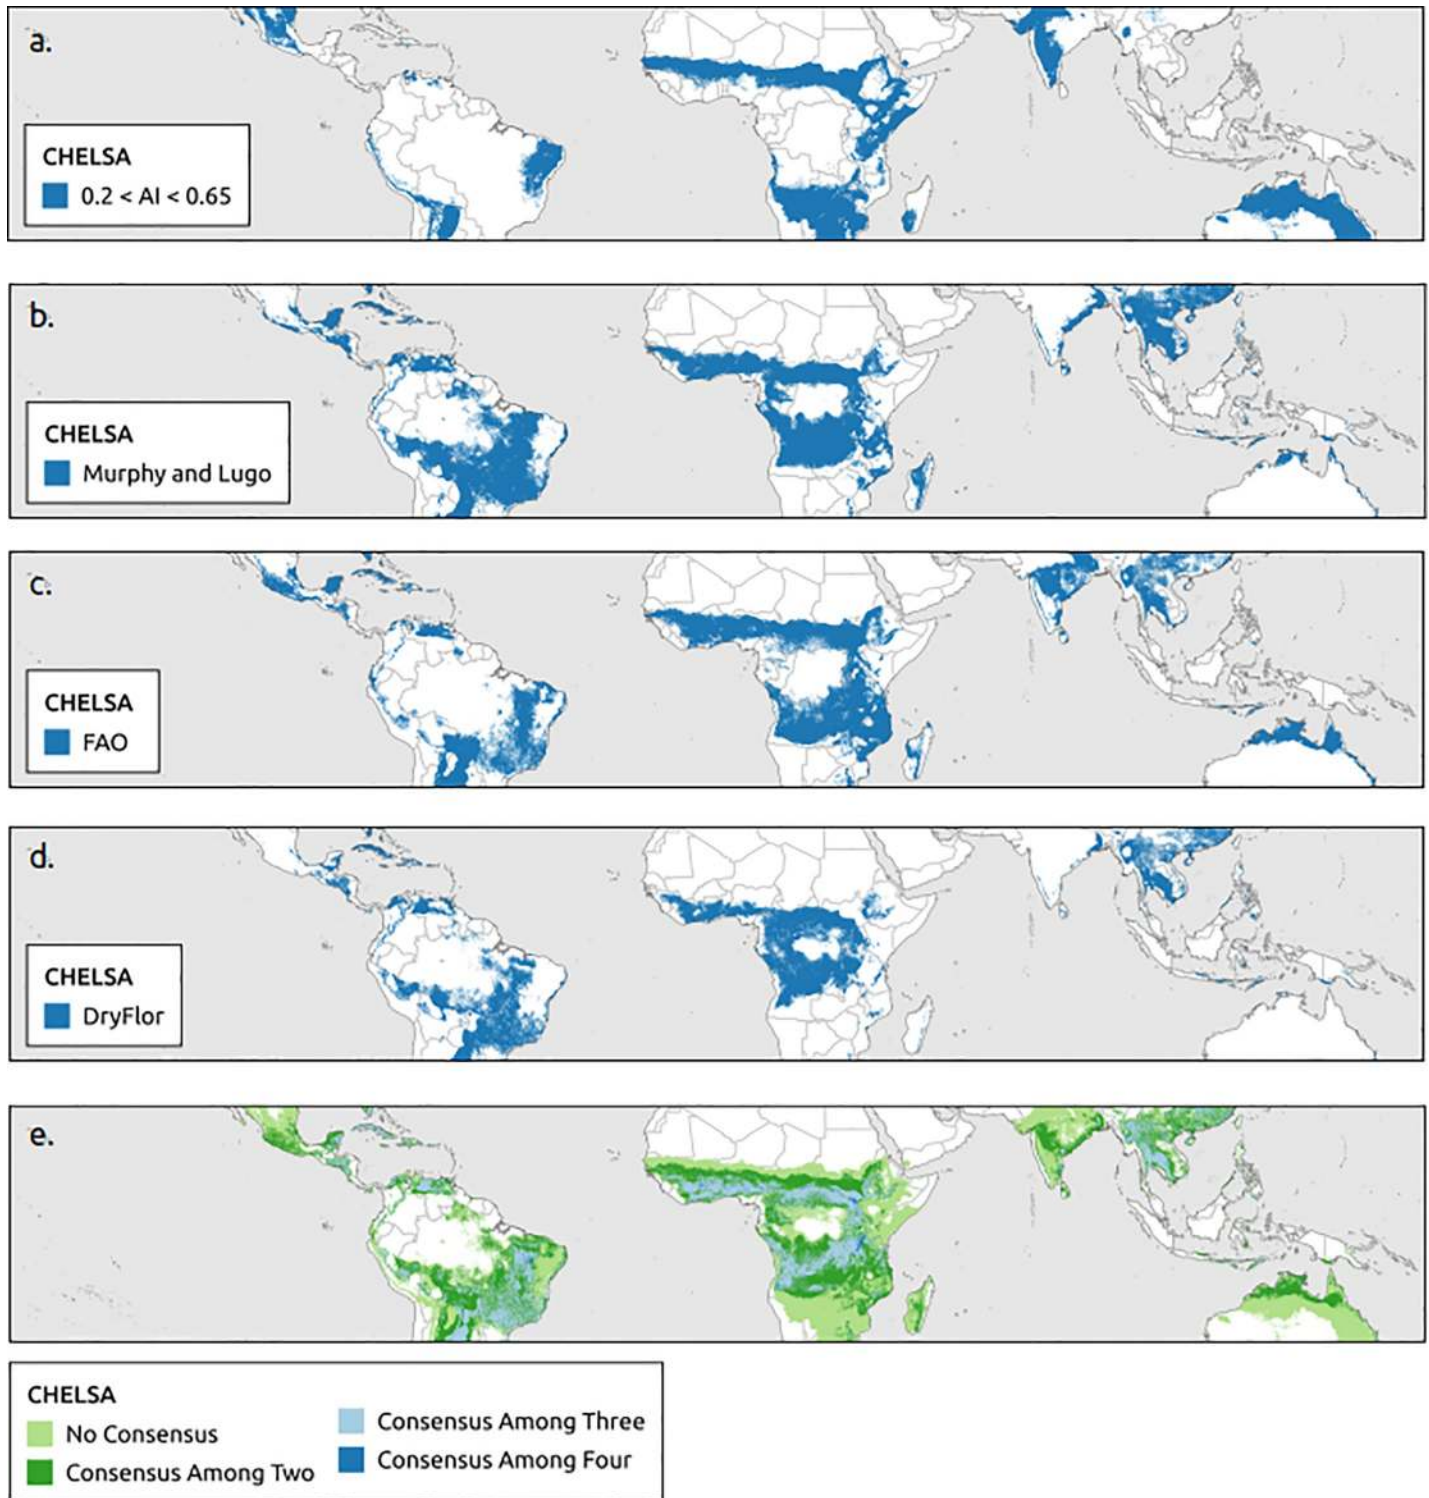 a.
CHELSA
0.2 < AI < 0.65
b.
CHELSA
Murphy and Lugo
c.
CHELSA
FAO
d.
CHELSA
DryFlor
e.
CHELSA
No Consensus
Consensus Among Two
Consensus Among Three
Consensus Among Four